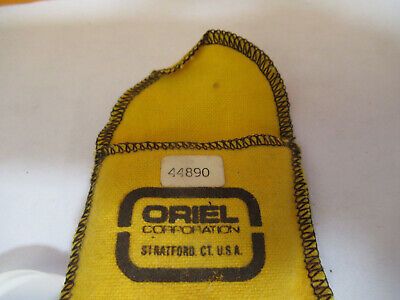 44890
ORIEL
CORPORATION
STRATFORD, CT. U.S.A.